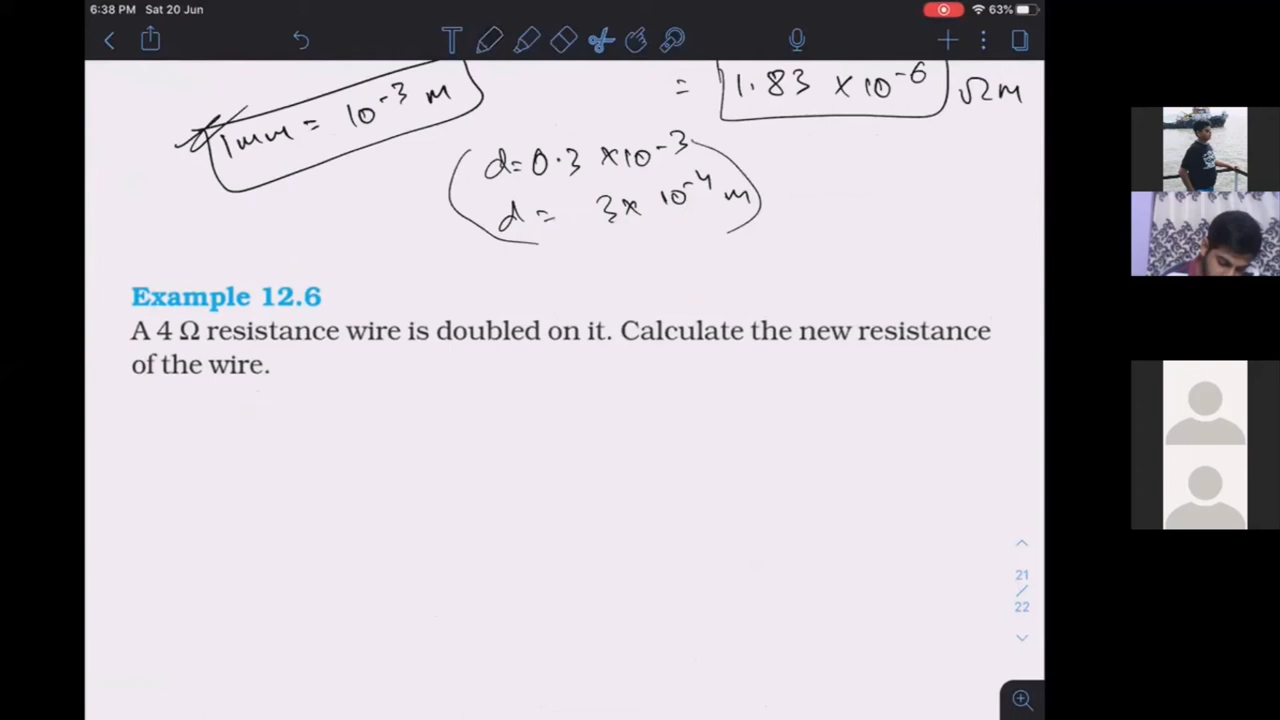 6:38 PM Sat 20 Jun
63%
T
1mm = 10⁻³ m
= 1.83 × 10⁻⁶ Ωm
d = 0.3 × 10⁻³
d = 3 × 10⁻⁴ m
Example 12.6
A 4 Ω resistance wire is doubled on it. Calculate the new resistance
of the wire.
21
/
22